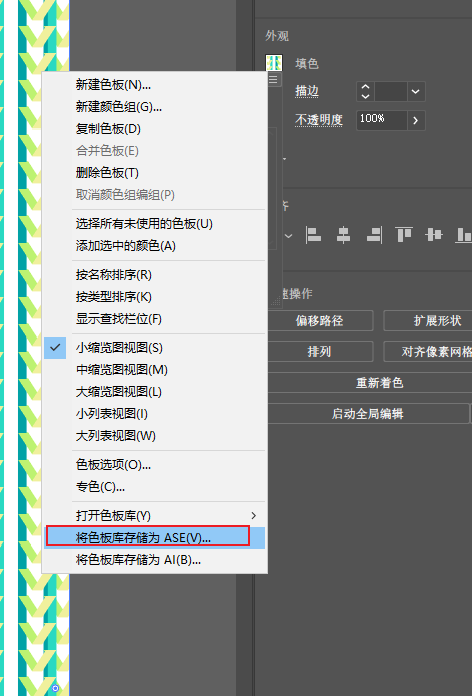 外观
填色
描边
不透明度
100%
新建色板(N)...
新建颜色组(G)...
复制色板(D)
合并色板(E)
删除色板(T)
取消颜色组编组(P)
选择所有未使用的色板(U)
添加选中的颜色(A)
按名称排序(R)
按类型排序(K)
显示查找栏位(F)
小缩览图视图(S)
中缩览图视图(M)
大缩览图视图(L)
小列表视图(I)
大列表视图(W)
色板选项(O)...
专色(C)...
打开色板库(Y)
将色板库存储为 ASE(V)...
将色板库存储为 AI(B)...
齐
速操作
偏移路径
扩展形状
排列
对齐像素网格
重新着色
启动全局编辑